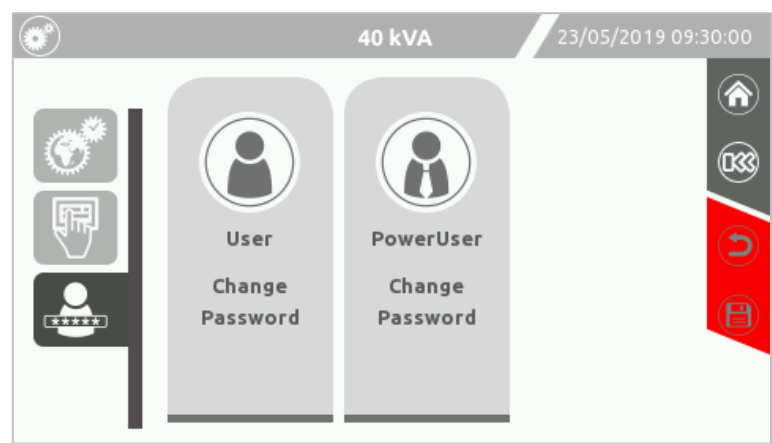 40 kVA
23/05/2019 09:30:00
User
Change
Password
PowerUser
Change
Password
*****